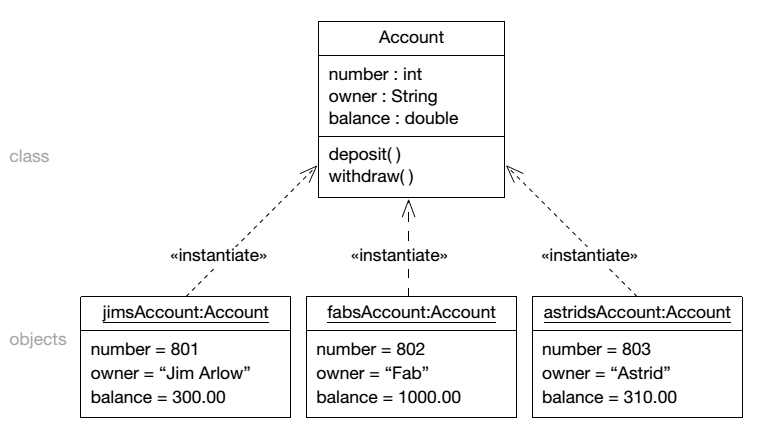 Account
number : int
owner : String
balance : double
class
deposit( )
withdraw( )
«instantiate» «instantiate» «instantiate»
jimsAccount:Account fabsAccount:Account astridsAccount:Account
objects
number = 801 number = 802 number = 803
owner = “Jim Arlow” owner = “Fab” owner = “Astrid”
balance = 300.00 balance = 1000.00 balance = 310.00